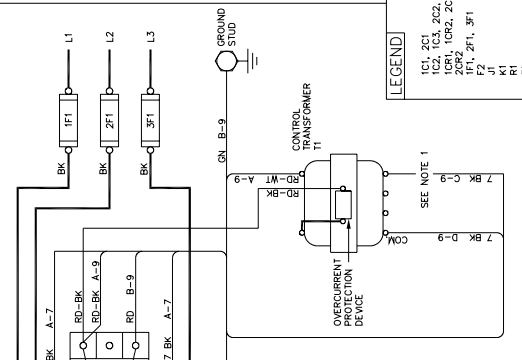 L1
L2
L3
GROUND
STUD
LEGEND
1C1, 2C1
1C2, 1C3, 2C2,
1CR1, 1CR2, 2C
2CR2
1F1, 2F1, 3F1
F2
J1
K1
R1
1F1
2F1
3F1
BK
BK
BK
GN B-9
CONTROL
TRANSFORMER
T1
A-9 RD-WT
RD-BK
SEE NOTE 1
7 BK C-9
COM
7 BK D-9
OVERCURRENT
PROTECTION
DEVICE
BK A-7
RD-BK
RD-BK A-9
RD B-9
7 BK A-7